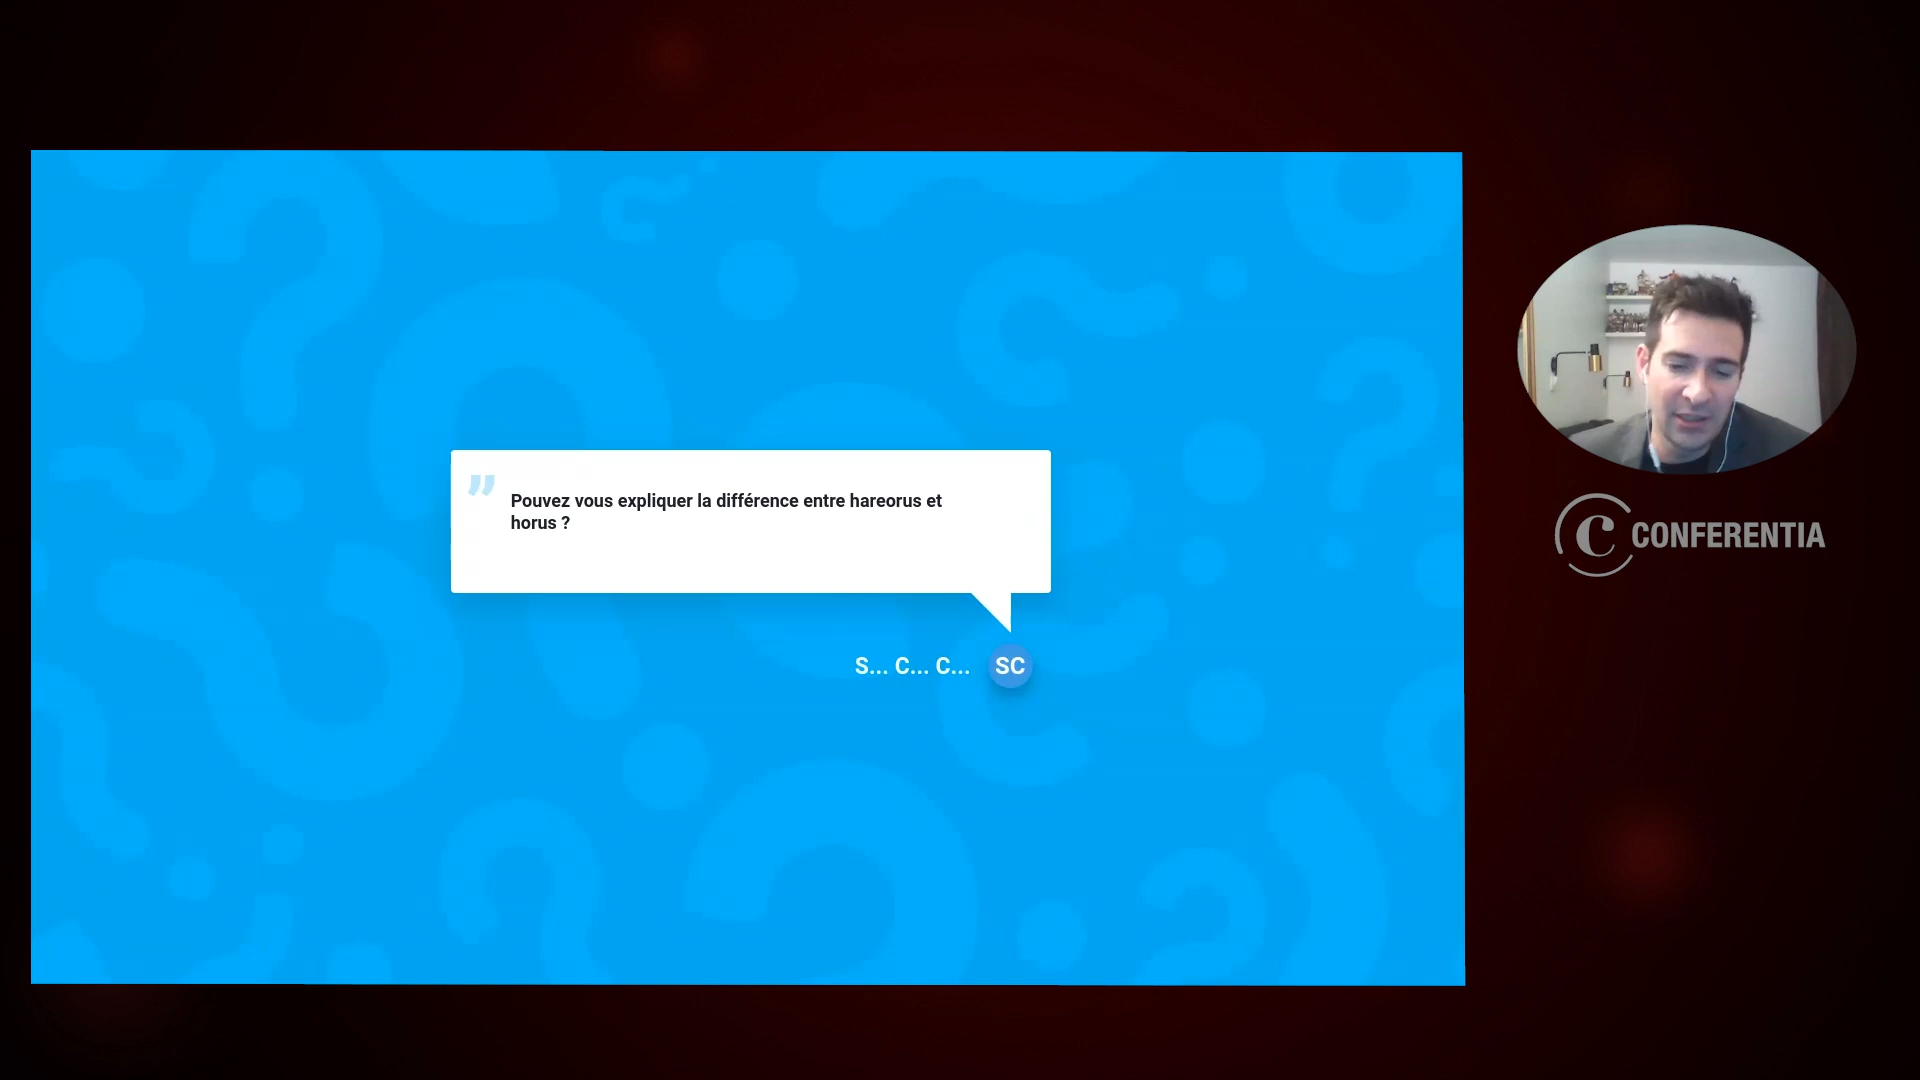 ” Pouvez vous expliquer la différence entre hareorus et
horus ?
S... C... C... SC
C CONFERENTIA